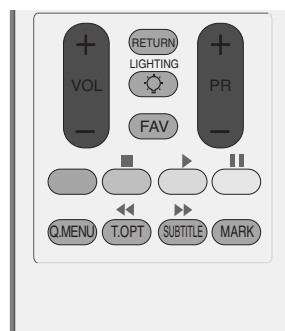 + RETURN +
LIGHTING
VOL PR
- FAV -
Q.MENU T.OPT SUBTITLE MARK